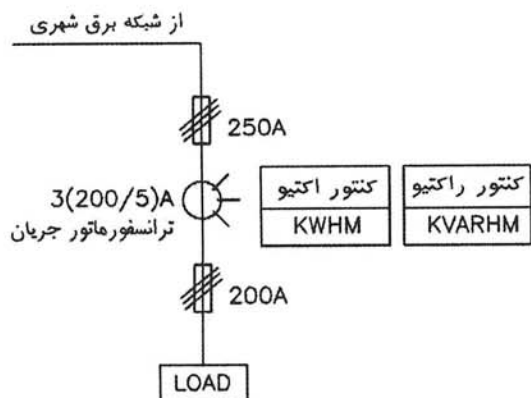 از شبکه برق شهری
250A
3(200/5)A
ترانسفورماتور جریان
کنتور اکتیو
KWHM
کنتور راکتیو
KVARHM
200A
LOAD